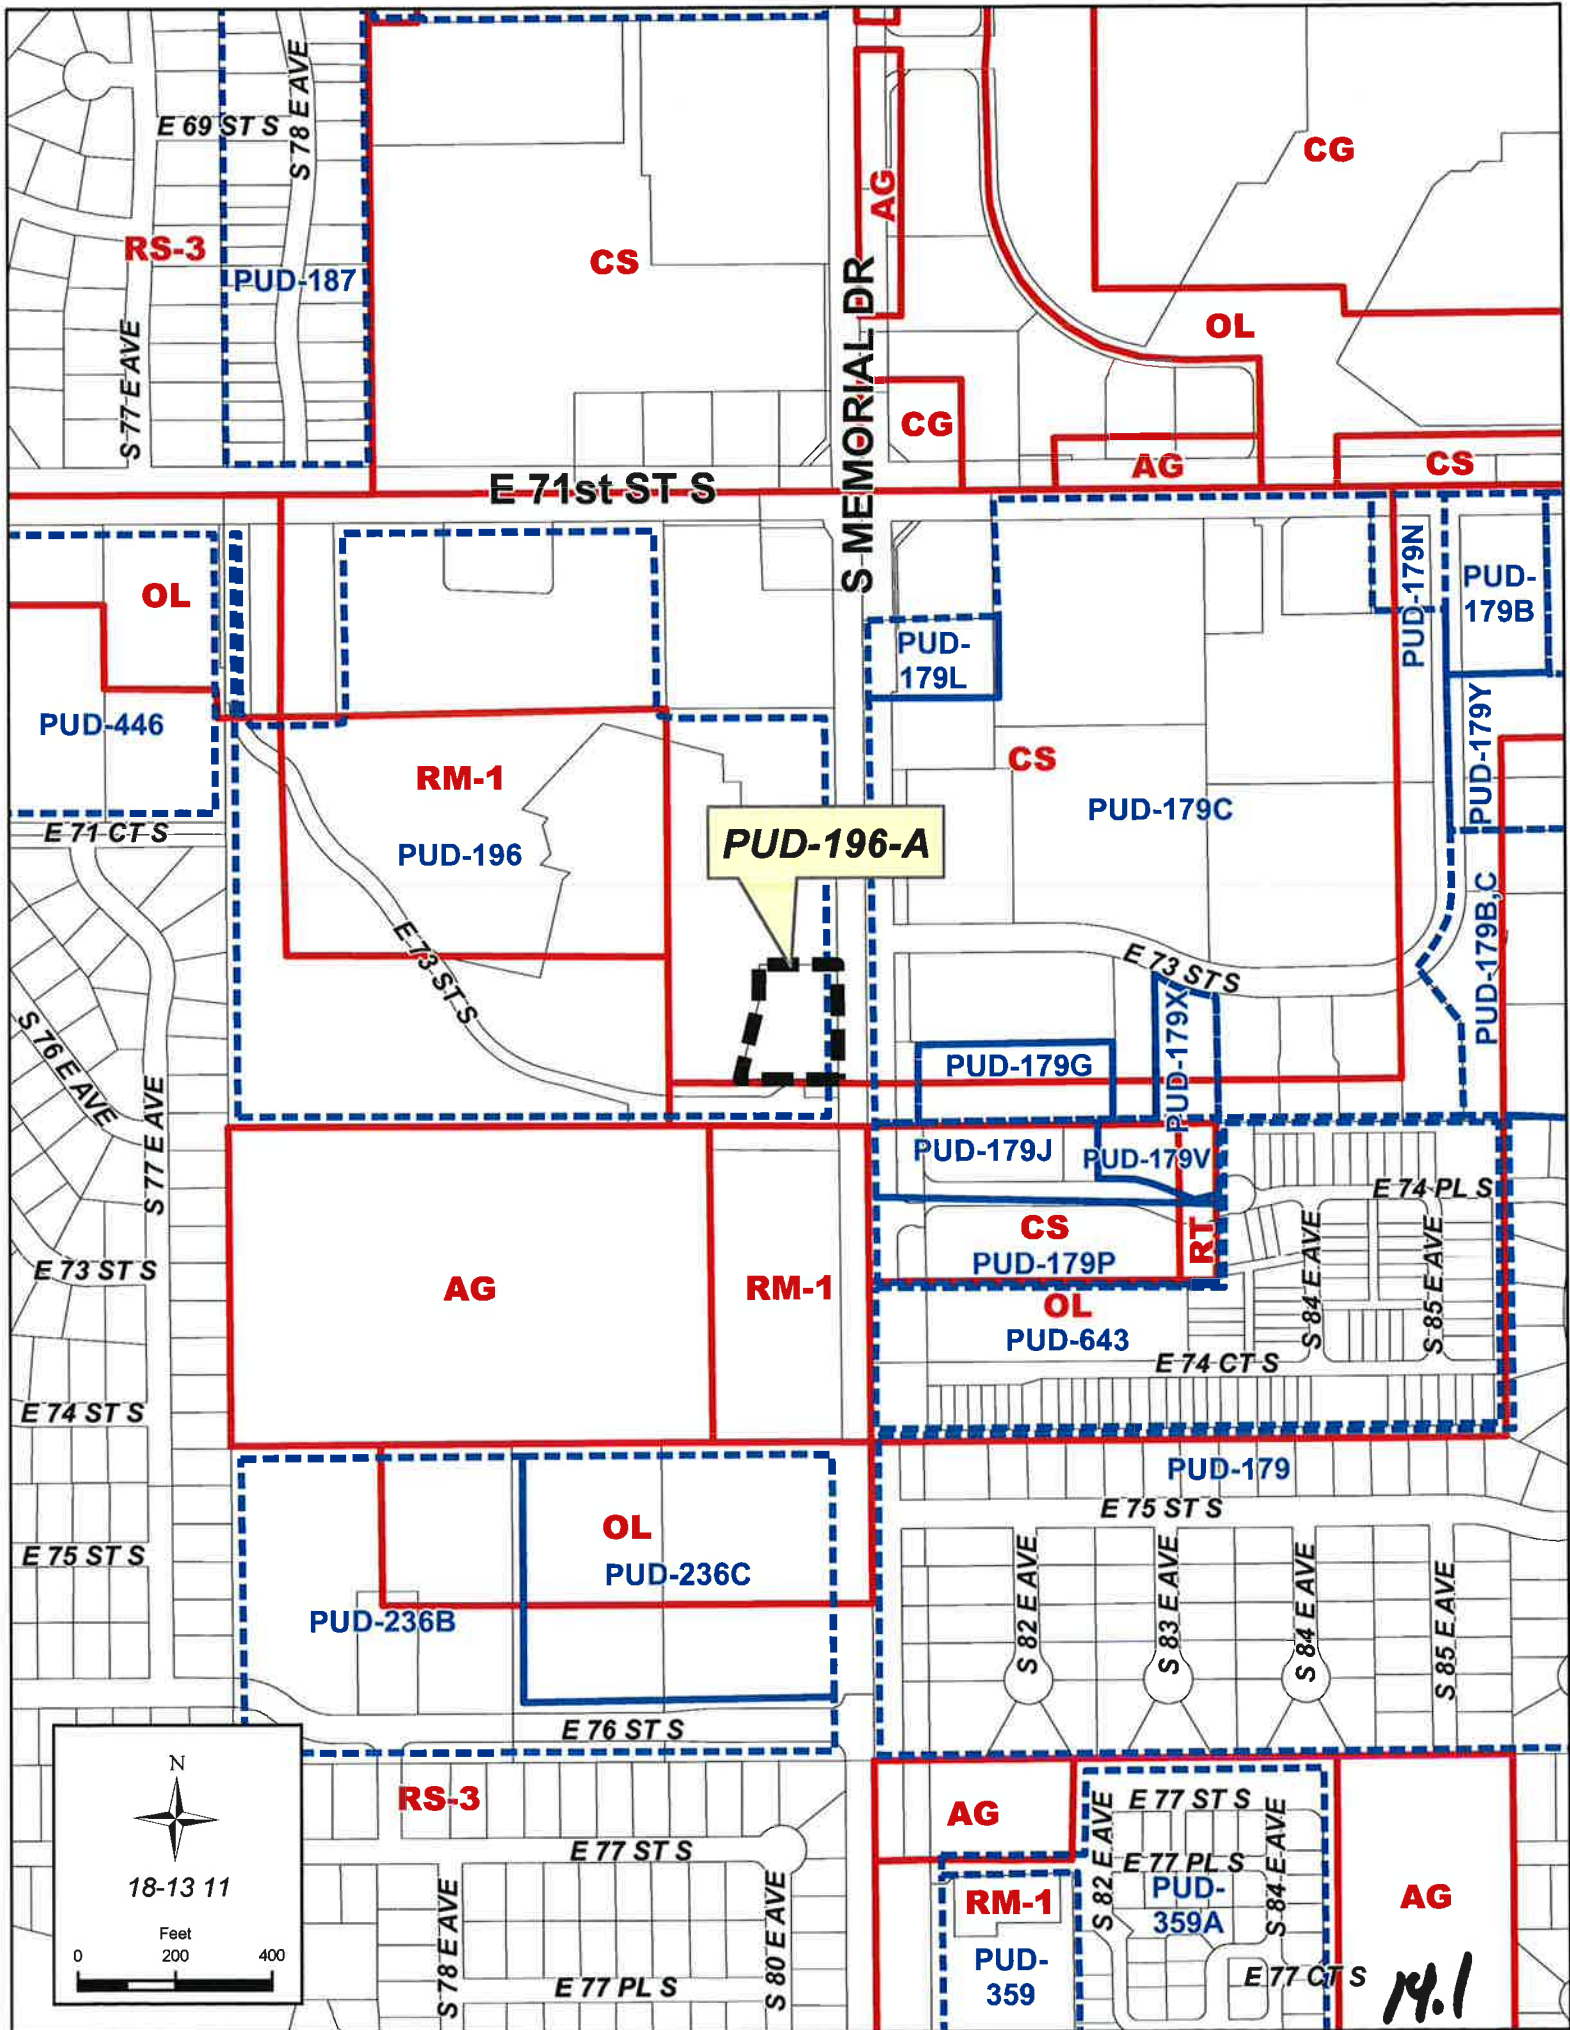 E 69 ST S
S 78 E AVE
CG
AG
RS-3
CS
PUD-187
S 77 E AVE
S MEMORIAL DR
OL
CG
AG
CS
E 71st ST S
OL
PUD-179N
PUD-
179B
PUD-
179L
PUD-446
PUD-179Y
CS
RM-1
PUD-179C
E 71 CT S
PUD-196-A
PUD-196
PUD-179B,C
E 73 ST S
E 73 ST S
S 76 E AVE
PUD-179X
PUD-179G
S 77 E AVE
PUD-179J
PUD-179V
E 74 PL S
CS
PUD-179P
RT
S 84 E AVE
S 85 E AVE
E 73 ST S
AG
RM-1
OL
PUD-643
E 74 CT S
E 74 ST S
PUD-179
E 75 ST S
OL
E 75 ST S
PUD-236C
PUD-236B
S 82 E AVE
S 83 E AVE
S 84 E AVE
S 85 E AVE
E 76 ST S
RS-3
AG
E 77 ST S
S 82 E AVE
S 84 E AVE
E 77 ST S
E 77 PL S
PUD-
359A
RM-1
AG
PUD-
359
S 78 E AVE
S 80 E AVE
E 77 PL S
E 77 CT S
N
18-13 11
Feet
0 200 400
14.1